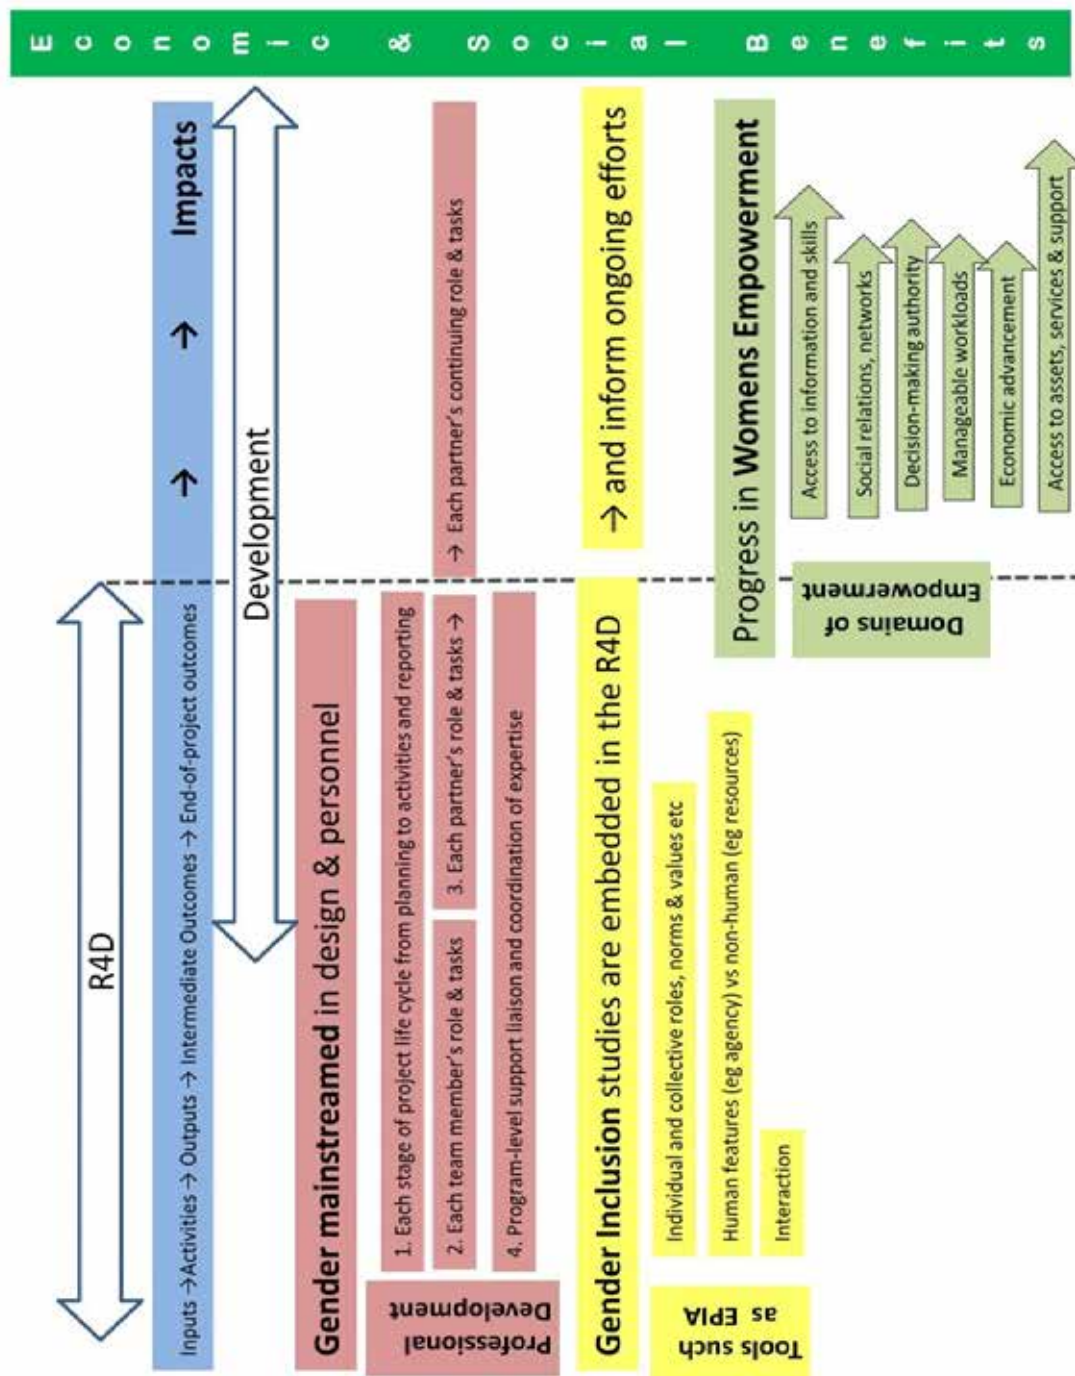 R4D
Inputs →Activities → Outputs → Intermediate Outcomes → End-of-project outcomes → → Impacts
Development
Gender mainstreamed in design & personnel
Professional
Development
1. Each stage of project life cycle from planning to activities and reporting
2. Each team member's role & tasks
3. Each partner's role & tasks →
→ Each partner's continuing role & tasks
4. Program-level support liaison and coordination of expertise
Gender Inclusion studies are embedded in the R4D
→ and inform ongoing efforts
Tools such
as EPIA
Individual and collective roles, norms & values etc
Human features (eg agency) vs non-human (eg resources)
Interaction
Progress in Womens Empowerment
Domains of
Empowerment
Access to information and skills
Social relations, networks
Decision-making authority
Manageable workloads
Economic advancement
Access to assets, services & support
Economic & Social Benefits